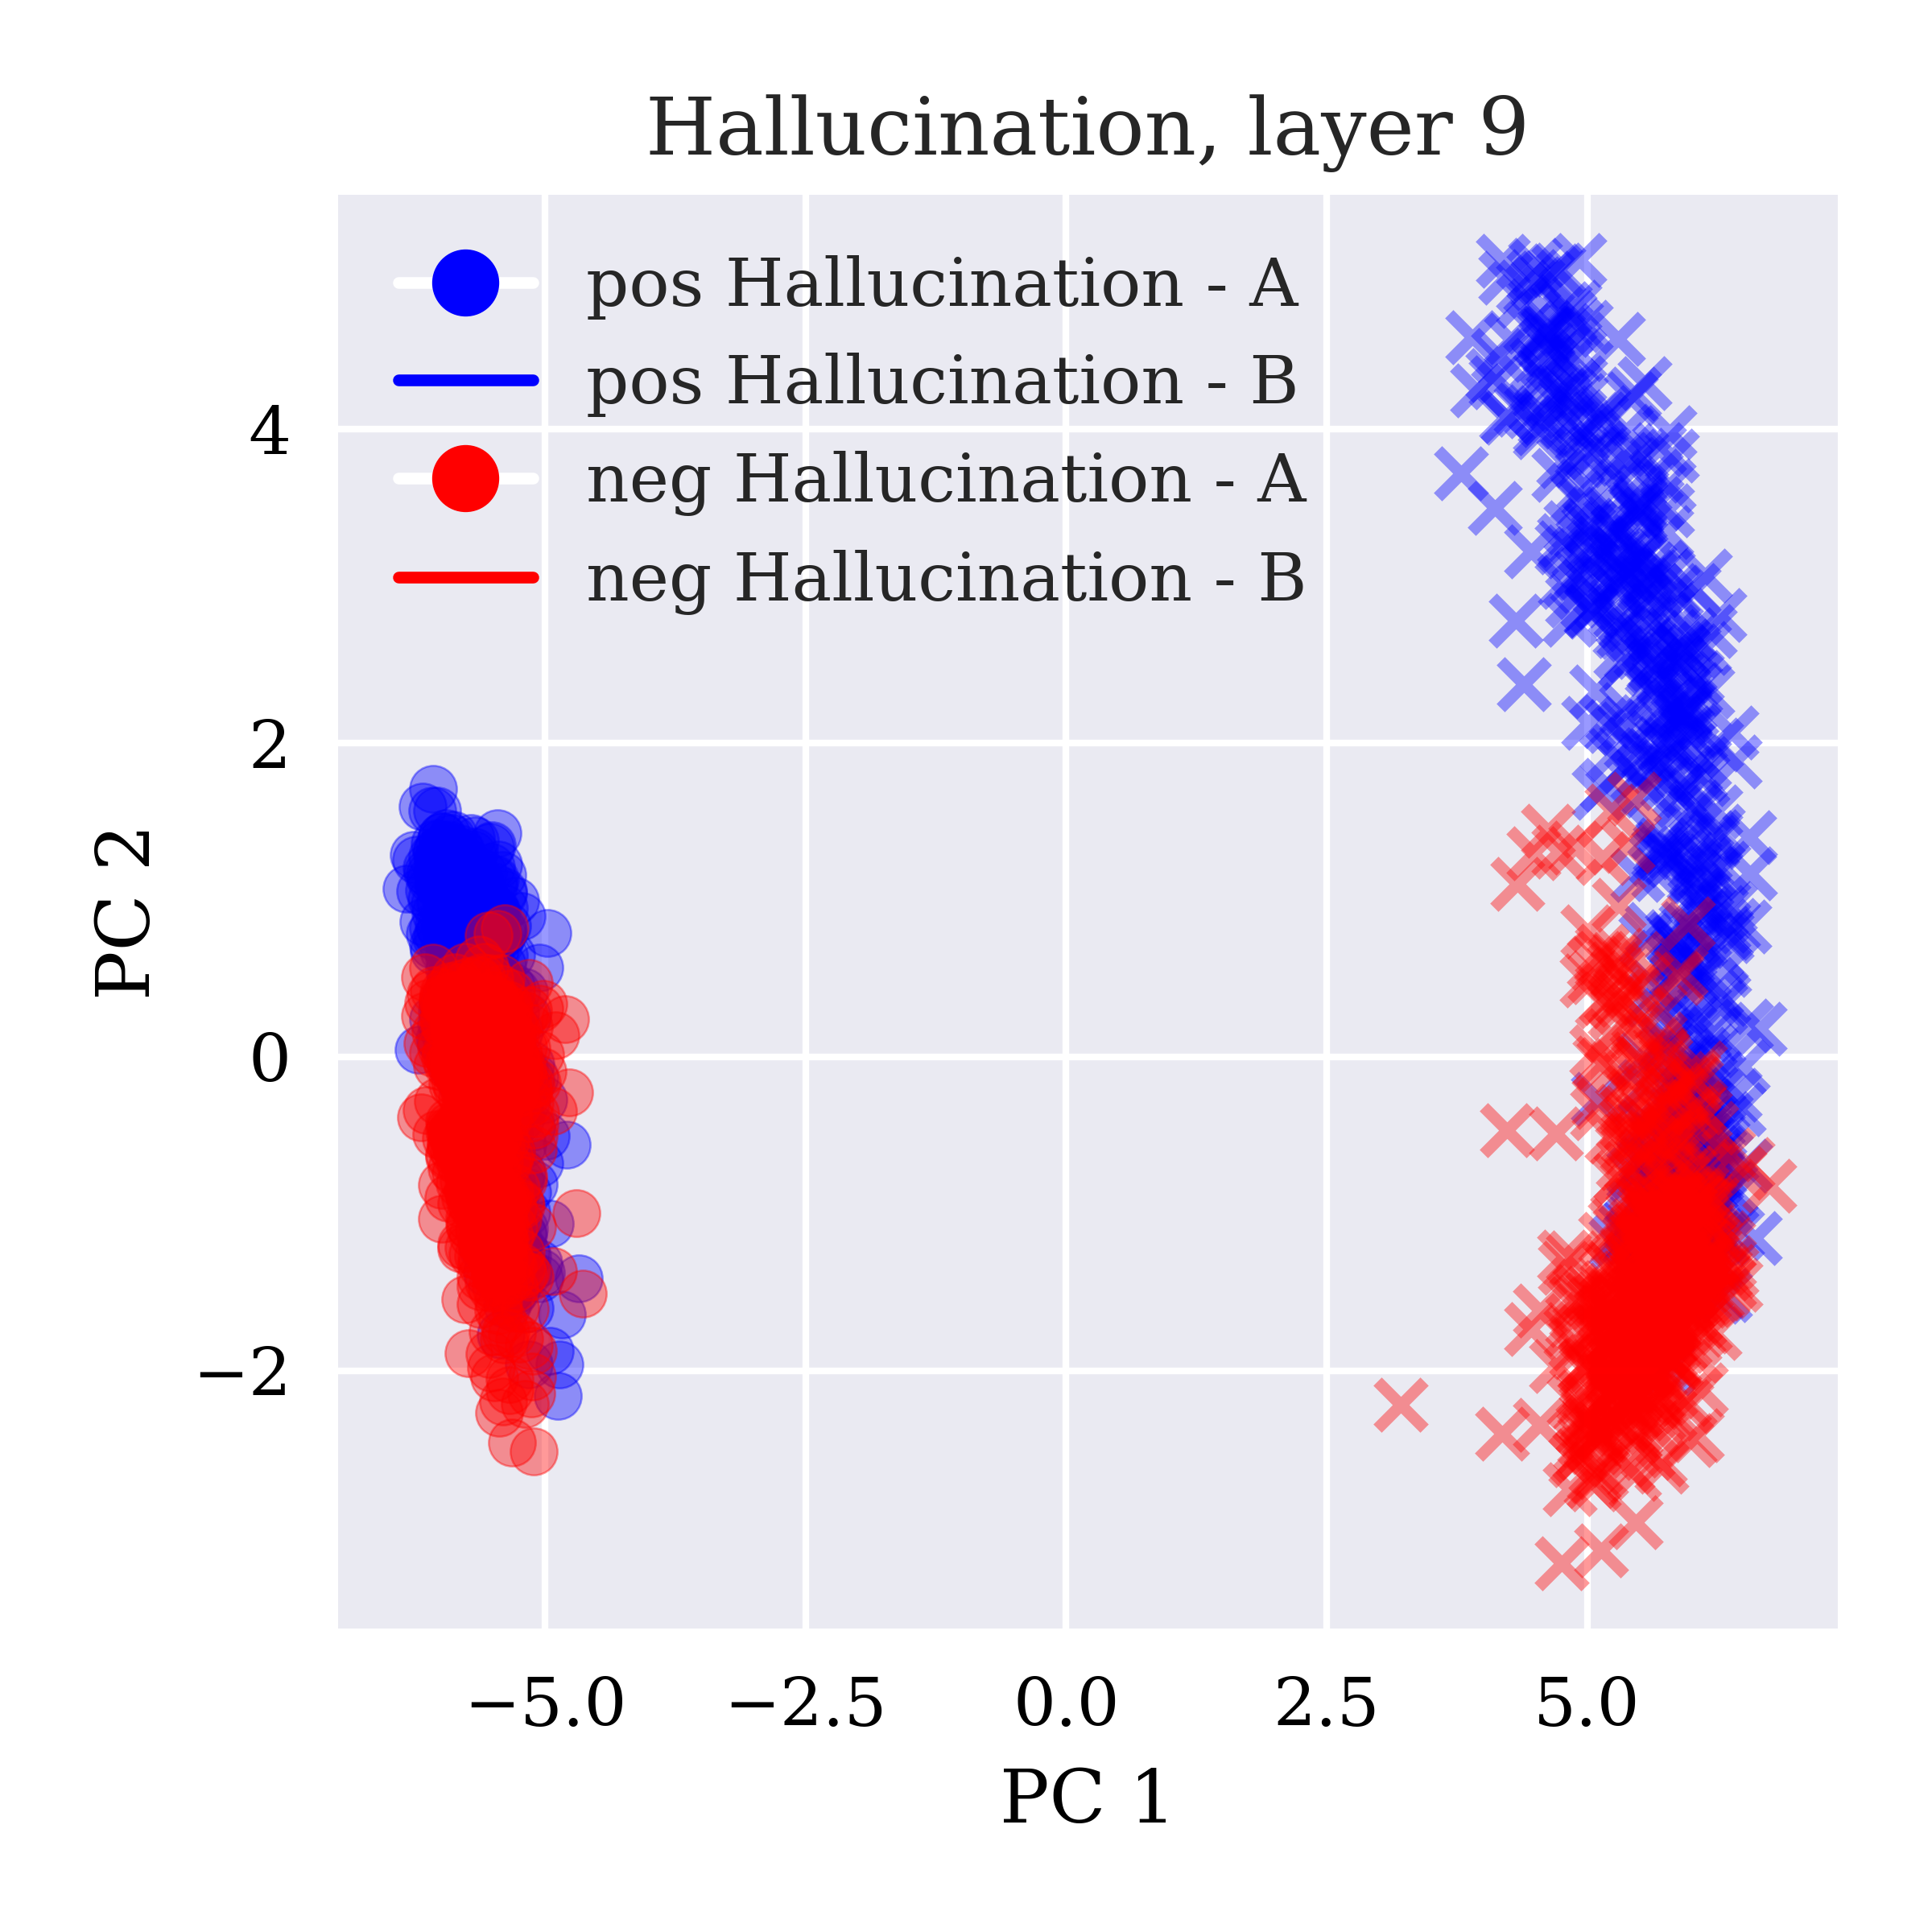 Hallucination, layer 9
pos Hallucination - A
pos Hallucination - B
neg Hallucination - A
neg Hallucination - B
4
2
0
−2
PC 2
−5.0 −2.5 0.0 2.5 5.0
PC 1